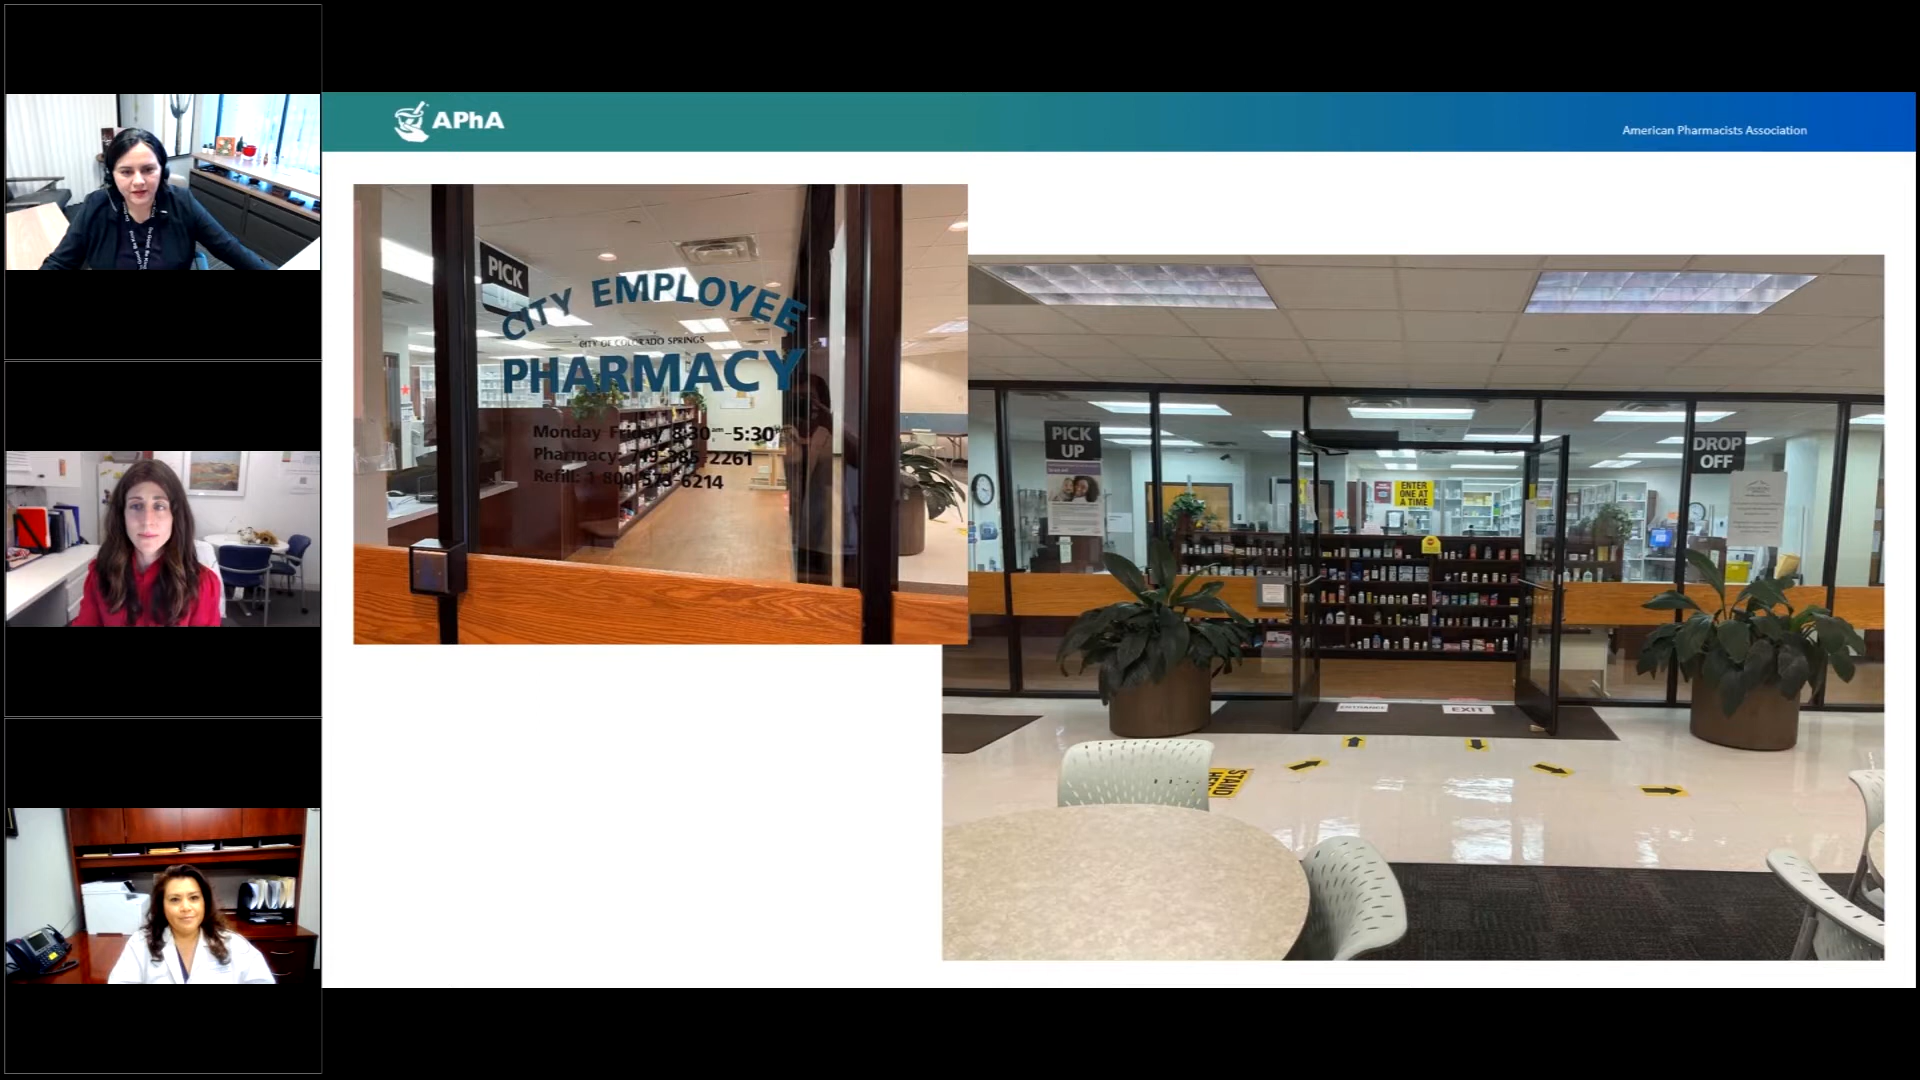 APhA
American Pharmacists Association
PICK
CITY EMPLOYEE
CITY OF COLORADO SPRINGS
PHARMACY
Monday-Friday 8:30am-5:30pm
Pharmacy: 719-385-2261
Refill: 1 800-573-6214
PICK
UP
DROP
OFF
ENTER
ONE AT
A TIME
ENTRANCE
EXIT
STAND
HERE